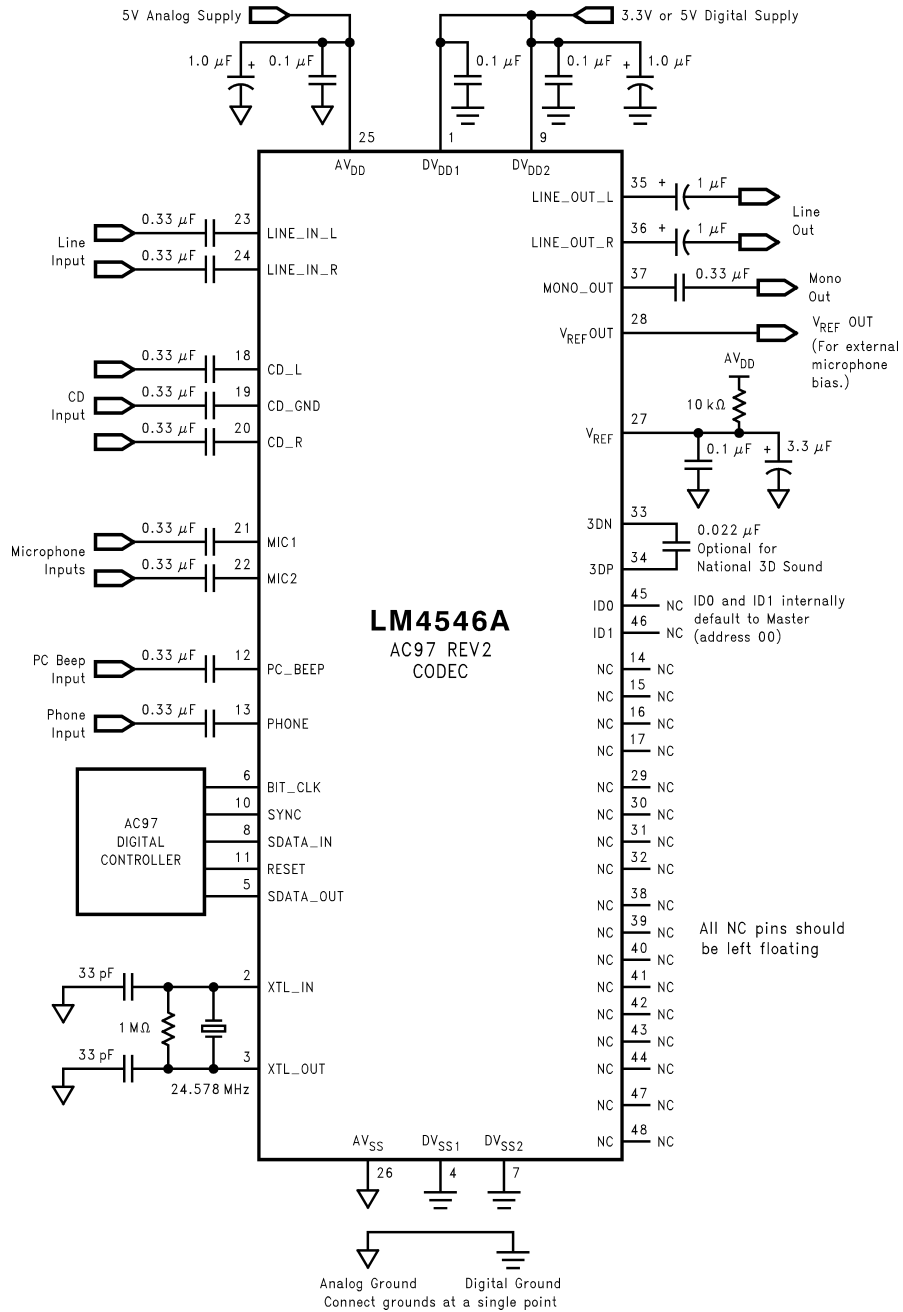 5V Analog Supply
3.3V or 5V Digital Supply
1.0 μF +
0.1 μF
0.1 μF
0.1 μF
+ 1.0 μF
25
1
9
AVDD
DVDD1
DVDD2
Line
Input
0.33 μF
23
LINE_IN_L
0.33 μF
24
LINE_IN_R
CD
Input
0.33 μF
18
CD_L
0.33 μF
19
CD_GND
0.33 μF
20
CD_R
Microphone
Inputs
0.33 μF
21
MIC1
0.33 μF
22
MIC2
PC Beep
Input
0.33 μF
12
PC_BEEP
Phone
Input
0.33 μF
13
PHONE
AC97
DIGITAL
CONTROLLER
6
BIT_CLK
10
SYNC
8
SDATA_IN
11
RESET
5
SDATA_OUT
33 pF
2
XTL_IN
1 MΩ
33 pF
3
XTL_OUT
24.578 MHz
LM4546A
AC97 REV2
CODEC
LINE_OUT_L
35
+ 1 μF
LINE_OUT_R
36
+ 1 μF
Line
Out
MONO_OUT
37
0.33 μF
Mono
Out
VREFOUT
28
VREF OUT
(For external
microphone
bias.)
AVDD
10 kΩ
VREF
27
0.1 μF
+ 3.3 μF
3DN
33
3DP
34
0.022 μF
Optional for
National 3D Sound
ID0
45
NC
ID1
46
NC
ID0 and ID1 internally
default to Master
(address 00)
NC 14 NC
NC 15 NC
NC 16 NC
NC 17 NC
NC 29 NC
NC 30 NC
NC 31 NC
NC 32 NC
NC 38 NC
NC 39 NC
NC 40 NC
NC 41 NC
NC 42 NC
NC 43 NC
NC 44 NC
NC 47 NC
NC 48 NC
All NC pins should
be left floating
AVSS
DVSS1
DVSS2
26
4
7
Analog Ground
Digital Ground
Connect grounds at a single point